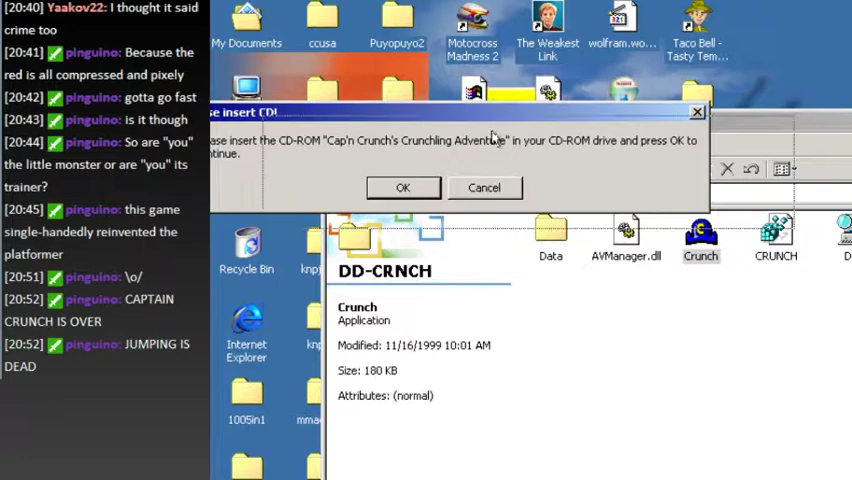 [20:40] Yaakov22: I thought it said
crime too
[20:41] pinguino: Because the
red is all compressed and pixely
[20:42] pinguino: gotta go fast
[20:43] pinguino: is it though
[20:44] pinguino: So are "you"
the little monster or are "you" its
trainer?
[20:45] pinguino: this game
single-handedly reinvented the
platformer
[20:51] pinguino: \o/
[20:52] pinguino: CAPTAIN
CRUNCH IS OVER
[20:52] pinguino: JUMPING IS
DEAD
My Documents
ccusa
Puyopuyo2
Motocross
Madness 2
The Weakest
Link
wolfram.wo...
Taco Bell -
Tasty Tem...
se insert CD!
ase insert the CD-ROM "Cap'n Crunch's Crunchling Adventure" in your CD-ROM drive and press OK to
ntinue.
OK
Cancel
Recycle Bin
knpj
Internet
Explorer
knp
1005in1
mma
DD-CRNCH
Crunch
Application
Modified: 11/16/1999 10:01 AM
Size: 180 KB
Attributes: (normal)
Data
AVManager.dll
Crunch
CRUNCH
D